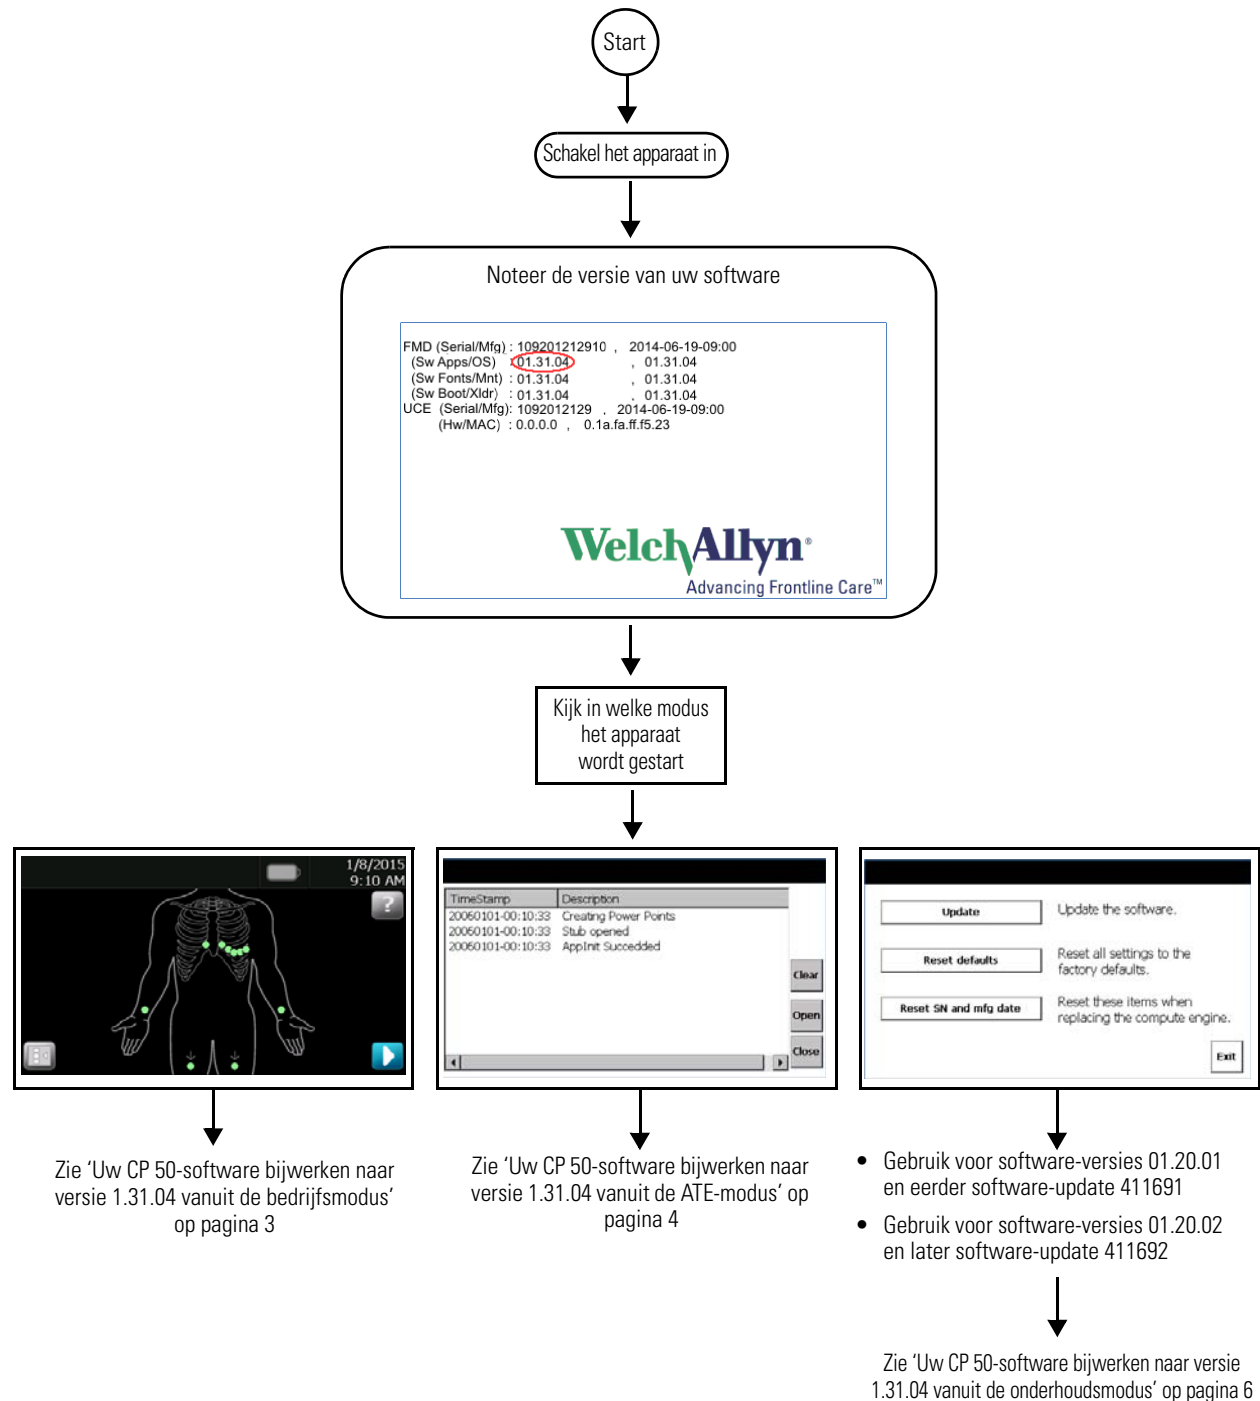 Start
Schakel het apparaat in
Noteer de versie van uw software
FMD (Serial/Mfg) : 109201212910 , 2014-06-19-09:00
(Sw Apps/OS) : 01.31.04 , 01.31.04
(Sw Fonts/Mnt) : 01.31.04 , 01.31.04
(Sw Boot/Xldr) : 01.31.04 , 01.31.04
UCE (Serial/Mfg): 1092012129 , 2014-06-19-09:00
(Hw/MAC) : 0.0.0.0 , 0.1a.fa.ff.f5.23
WelchAllyn®
Advancing Frontline Care™
Kijk in welke modus
het apparaat
wordt gestart
1/8/2015
9:10 AM
?
TimeStamp Description
20060101-00:10:33 Creating Power Points
20060101-00:10:33 Stub opened
20060101-00:10:33 AppInit Succedded
Clear
Open
Close
Update Update the software.
Reset defaults Reset all settings to the
factory defaults.
Reset SN and mfg date Reset these items when
replacing the compute engine.
Exit
Zie ‘Uw CP 50-software bijwerken naar
versie 1.31.04 vanuit de bedrijfsmodus’
op pagina 3
Zie ‘Uw CP 50-software bijwerken naar
versie 1.31.04 vanuit de ATE-modus’ op
pagina 4
• Gebruik voor software-versies 01.20.01
en eerder software-update 411691
• Gebruik voor software-versies 01.20.02
en later software-update 411692
Zie ‘Uw CP 50-software bijwerken naar versie
1.31.04 vanuit de onderhoudsmodus’ op pagina 6